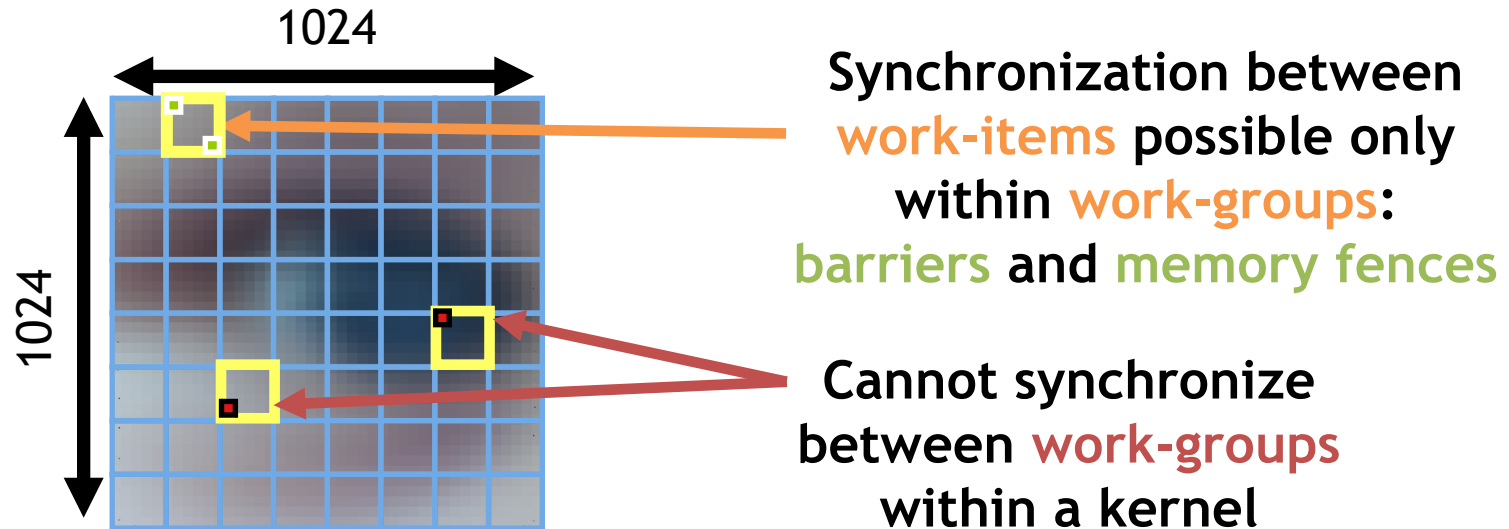 1024
1024
Synchronization between
work-items possible only
within work-groups:
barriers and memory fences
Cannot synchronize
between work-groups
within a kernel